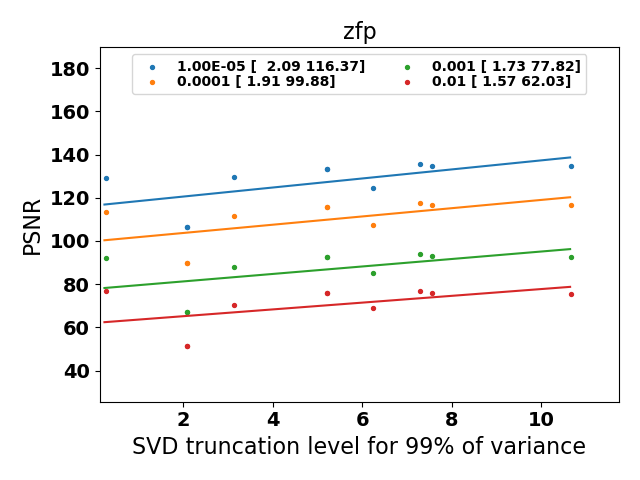 zfp
1.00E-05 [  2.09 116.37]
0.0001 [ 1.91 99.88]
0.001 [ 1.73 77.82]
0.01 [ 1.57 62.03]
PSNR
180
160
140
120
100
80
60
40
2 4 6 8 10
SVD truncation level for 99% of variance